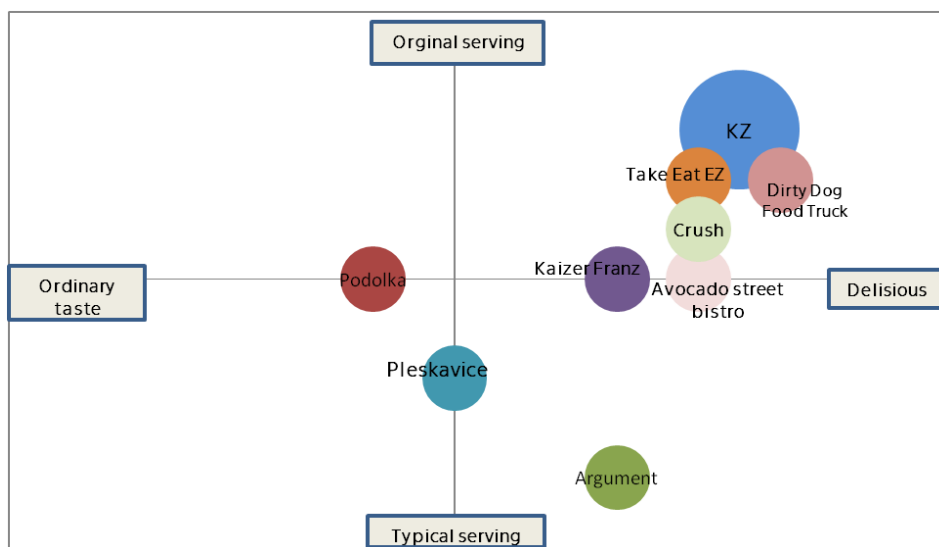 Orginal serving
KZ
Take Eat EZ
Dirty Dog
Food Truck
Crush
Kaizer Franz
Podolka
Ordinary
taste
Avocado street
bistro
Delisious
Pleskavice
Argument
Typical serving